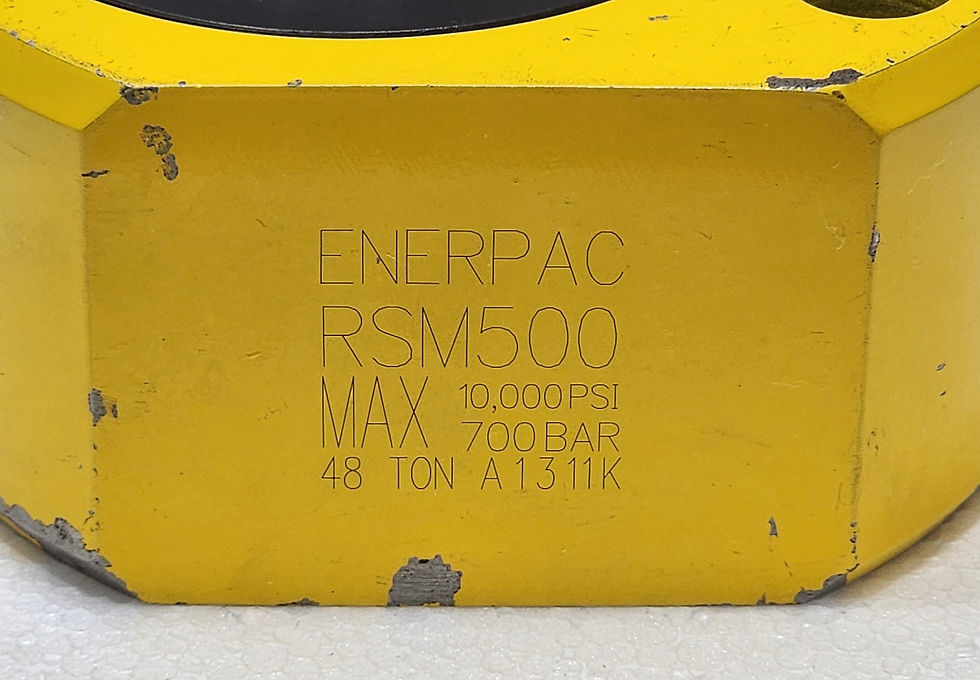 ENERPAC
RSM500
MAX 10,000 PSI
700 BAR
48 TON A1311K